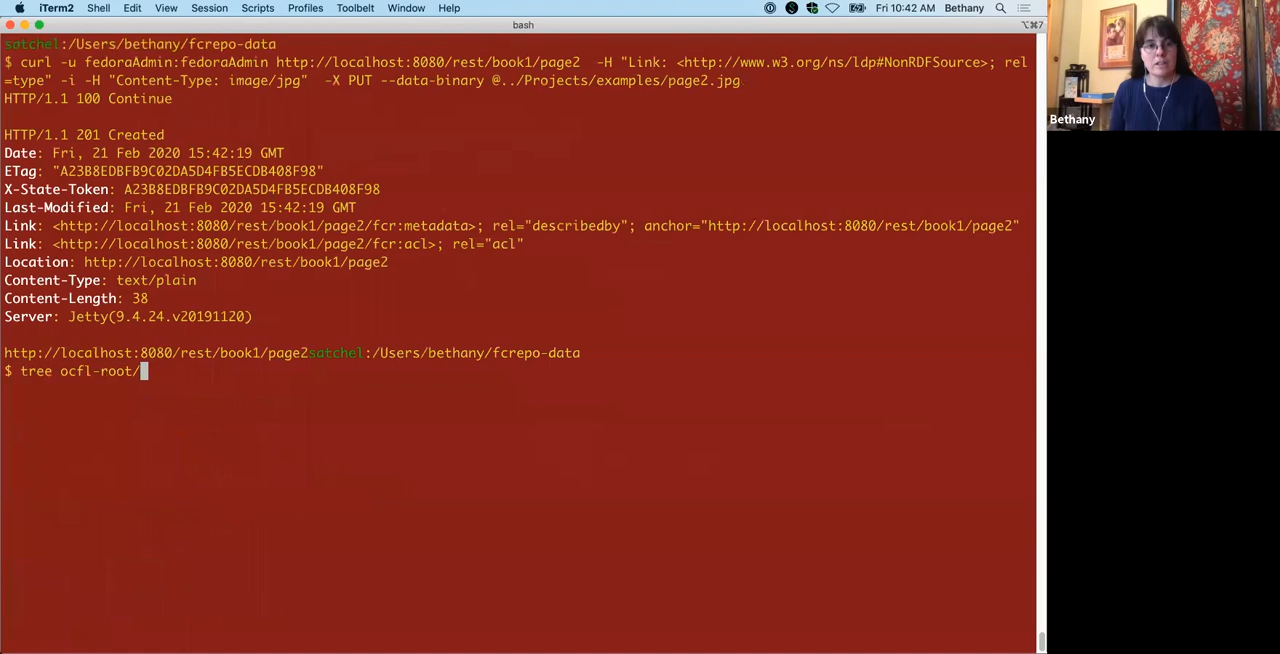 iTerm2 Shell Edit View Session Scripts Profiles Toolbelt Window Help Fri 10:42 AM Bethany
bash ⌥⌘7
satchel:/Users/bethany/fcrepo-data
$ curl -u fedoraAdmin:fedoraAdmin http://localhost:8080/rest/book1/page2  -H "Link: <http://www.w3.org/ns/ldp#NonRDFSource>; rel
=type" -i -H "Content-Type: image/jpg"  -X PUT --data-binary @../Projects/examples/page2.jpg
HTTP/1.1 100 Continue
HTTP/1.1 201 Created
Date: Fri, 21 Feb 2020 15:42:19 GMT
ETag: "A23B8EDBFB9C02DA5D4FB5ECDB408F98"
X-State-Token: A23B8EDBFB9C02DA5D4FB5ECDB408F98
Last-Modified: Fri, 21 Feb 2020 15:42:19 GMT
Link: <http://localhost:8080/rest/book1/page2/fcr:metadata>; rel="describedby"; anchor="http://localhost:8080/rest/book1/page2"
Link: <http://localhost:8080/rest/book1/page2/fcr:acl>; rel="acl"
Location: http://localhost:8080/rest/book1/page2
Content-Type: text/plain
Content-Length: 38
Server: Jetty(9.4.24.v20191120)
http://localhost:8080/rest/book1/page2satchel:/Users/bethany/fcrepo-data
$ tree ocfl-root/
Bethany